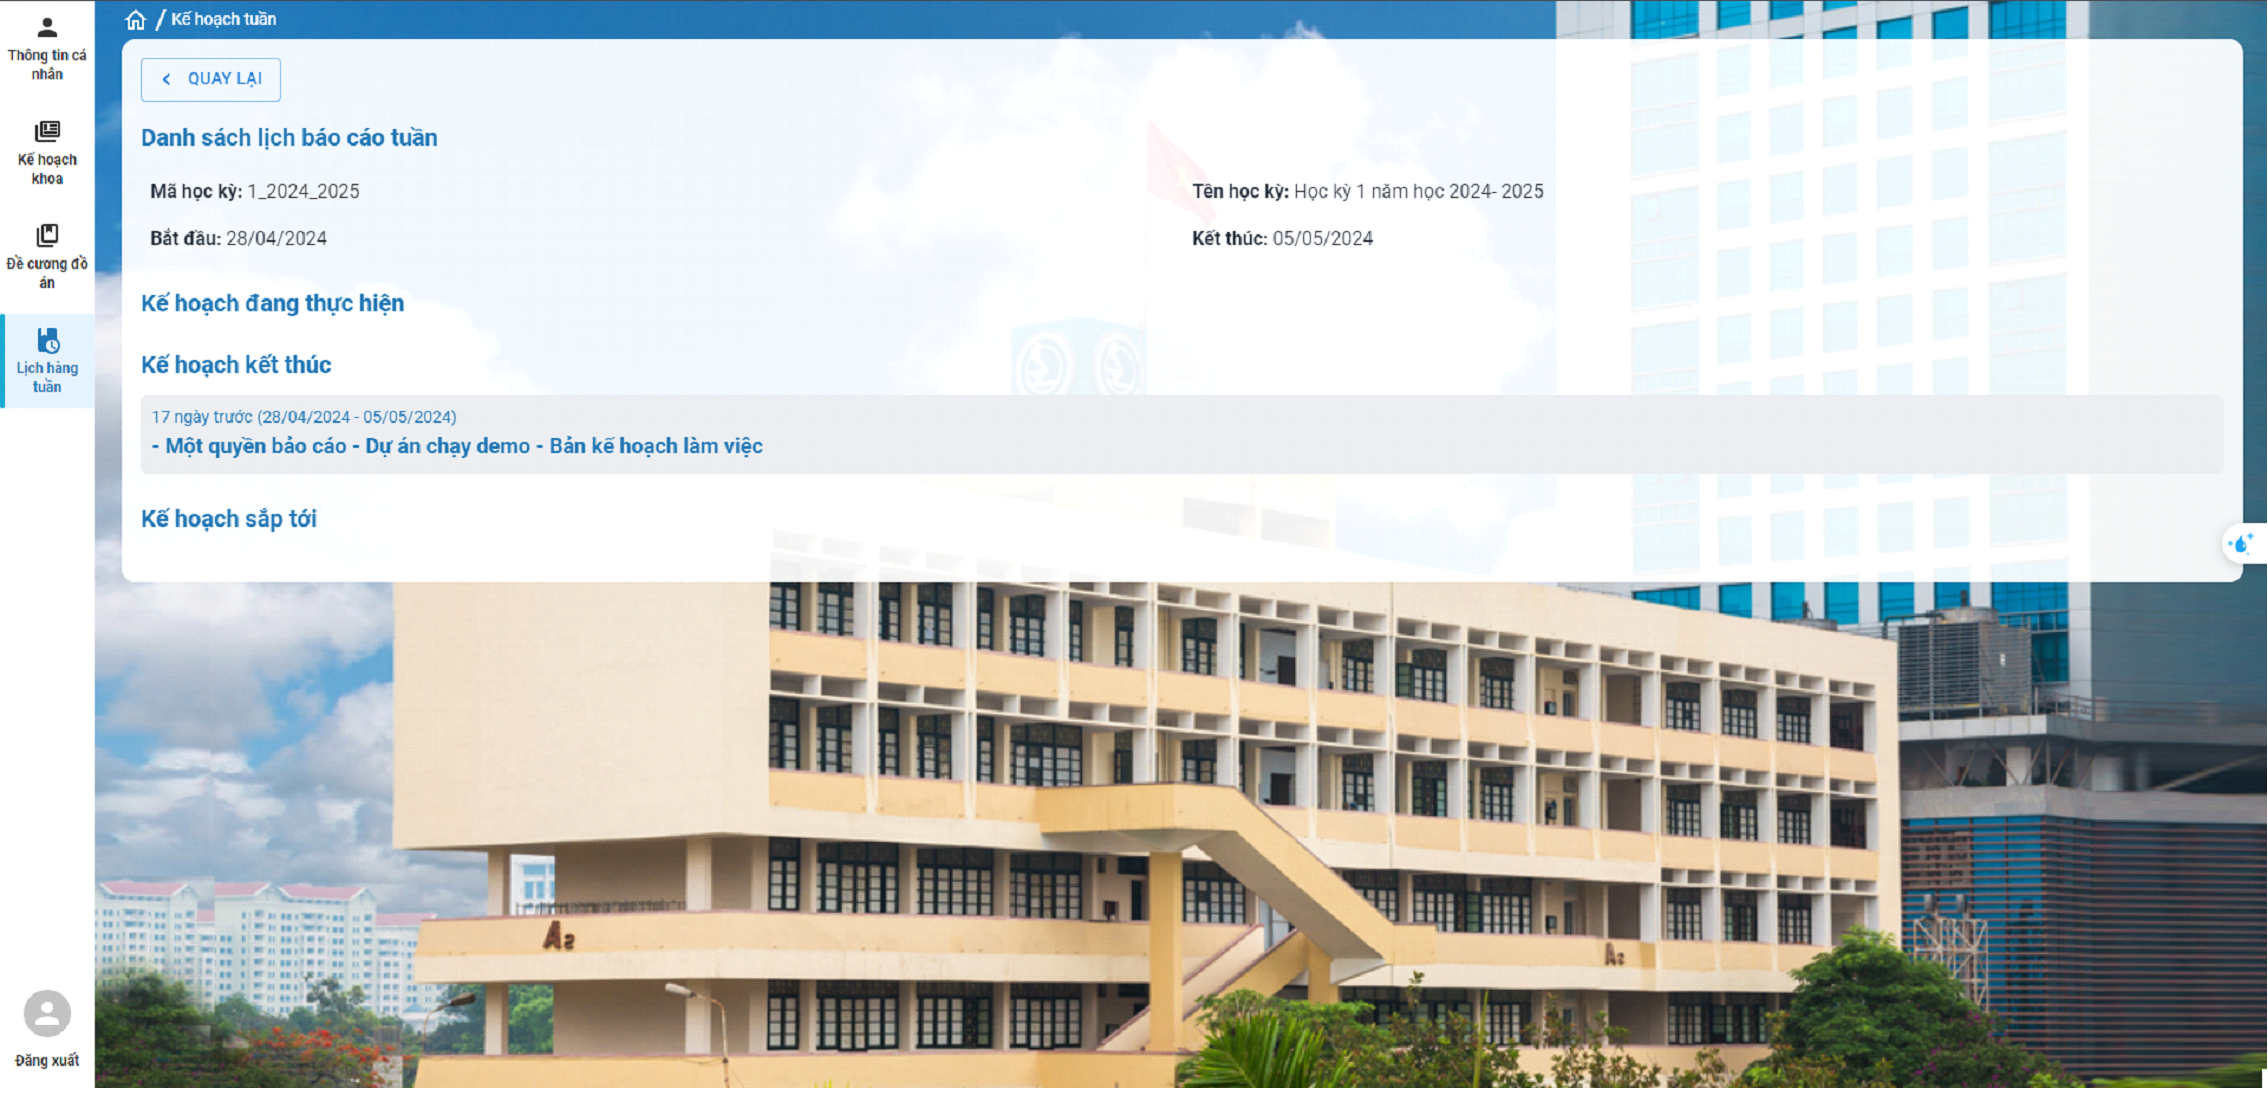 Kế hoạch tuần
Thông tin cá
nhân
Kế hoạch
khoa
Đề cương đồ
án
Lịch hàng
tuần
QUAY LẠI
Danh sách lịch báo cáo tuần
Mã học kỳ: 1_2024_2025
Tên học kỳ: Học kỳ 1 năm học 2024- 2025
Bắt đầu: 28/04/2024
Kết thúc: 05/05/2024
Kế hoạch đang thực hiện
Kế hoạch kết thúc
17 ngày trước (28/04/2024 - 05/05/2024)
- Một quyền bảo cáo - Dự án chạy demo - Bản kế hoạch làm việc
Kế hoạch sắp tới
A2
A2
Đăng xuất